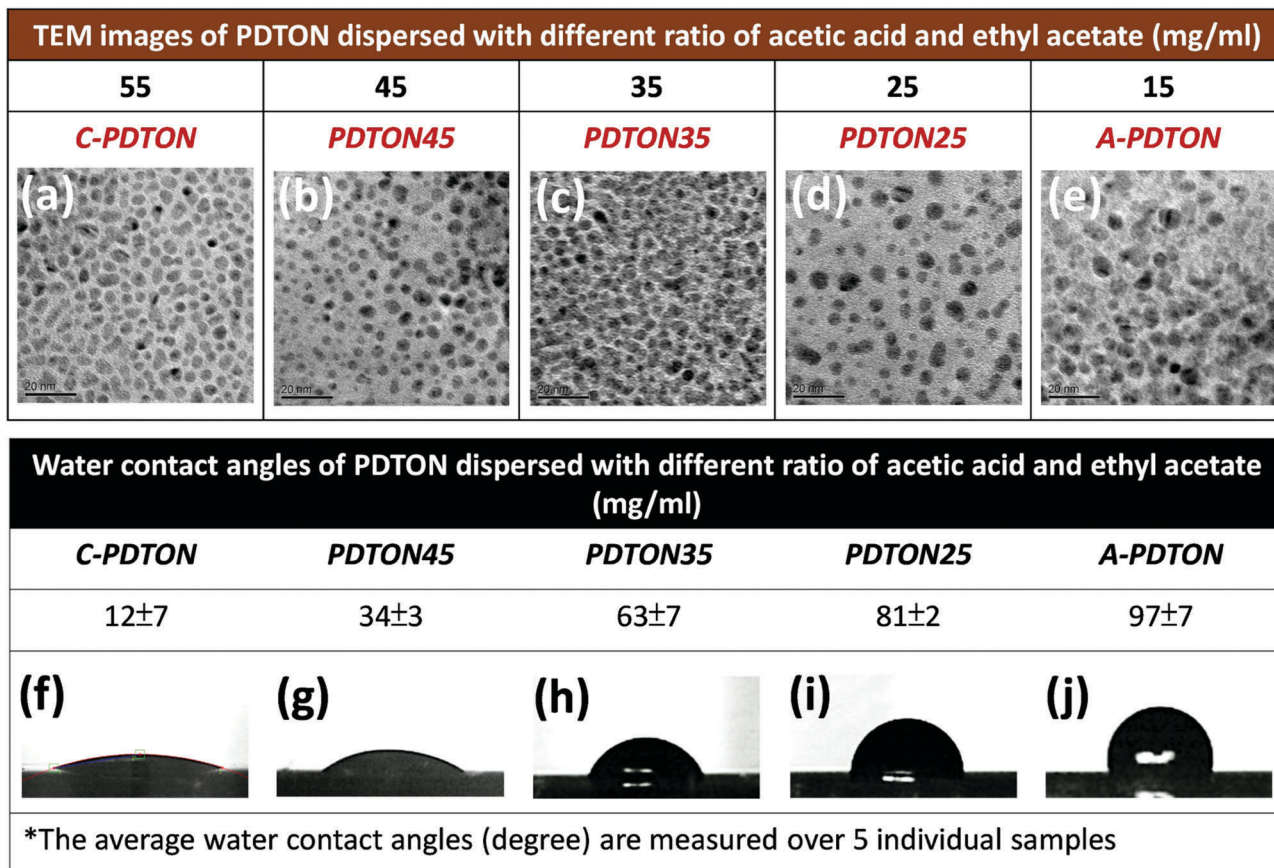 TEM images of PDTON dispersed with different ratio of acetic acid and ethyl acetate (mg/ml)
55 45 35 25 15
C-PDTON PDTON45 PDTON35 PDTON25 A-PDTON
(a) (b) (c) (d) (e)
20 nm 20 nm 20 nm 20 nm 20 nm
Water contact angles of PDTON dispersed with different ratio of acetic acid and ethyl acetate
(mg/ml)
C-PDTON PDTON45 PDTON35 PDTON25 A-PDTON
12±7 34±3 63±7 81±2 97±7
(f) (g) (h) (i) (j)
*The average water contact angles (degree) are measured over 5 individual samples